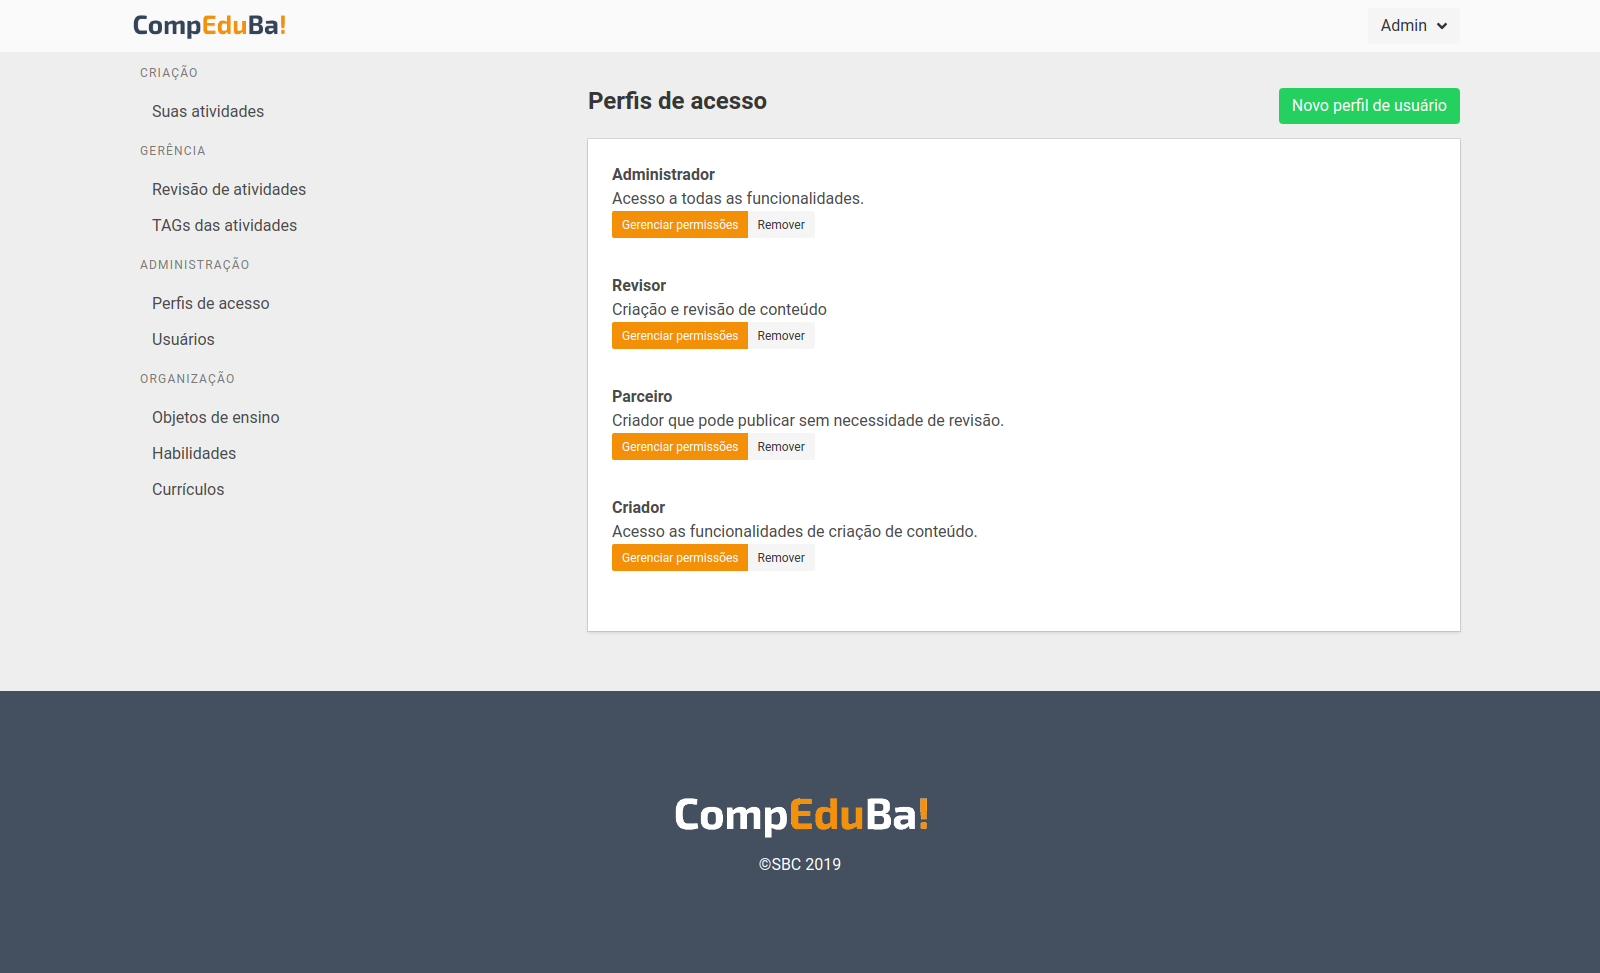 CompEduBa!
Admin
CRIAÇÃO
Suas atividades
GERÊNCIA
Revisão de atividades
TAGs das atividades
ADMINISTRAÇÃO
Perfis de acesso
Usuários
ORGANIZAÇÃO
Objetos de ensino
Habilidades
Currículos
Perfis de acesso
Novo perfil de usuário
Administrador
Acesso a todas as funcionalidades.
Gerenciar permissões Remover
Revisor
Criação e revisão de conteúdo
Gerenciar permissões Remover
Parceiro
Criador que pode publicar sem necessidade de revisão.
Gerenciar permissões Remover
Criador
Acesso as funcionalidades de criação de conteúdo.
Gerenciar permissões Remover
CompEduBa!
©SBC 2019